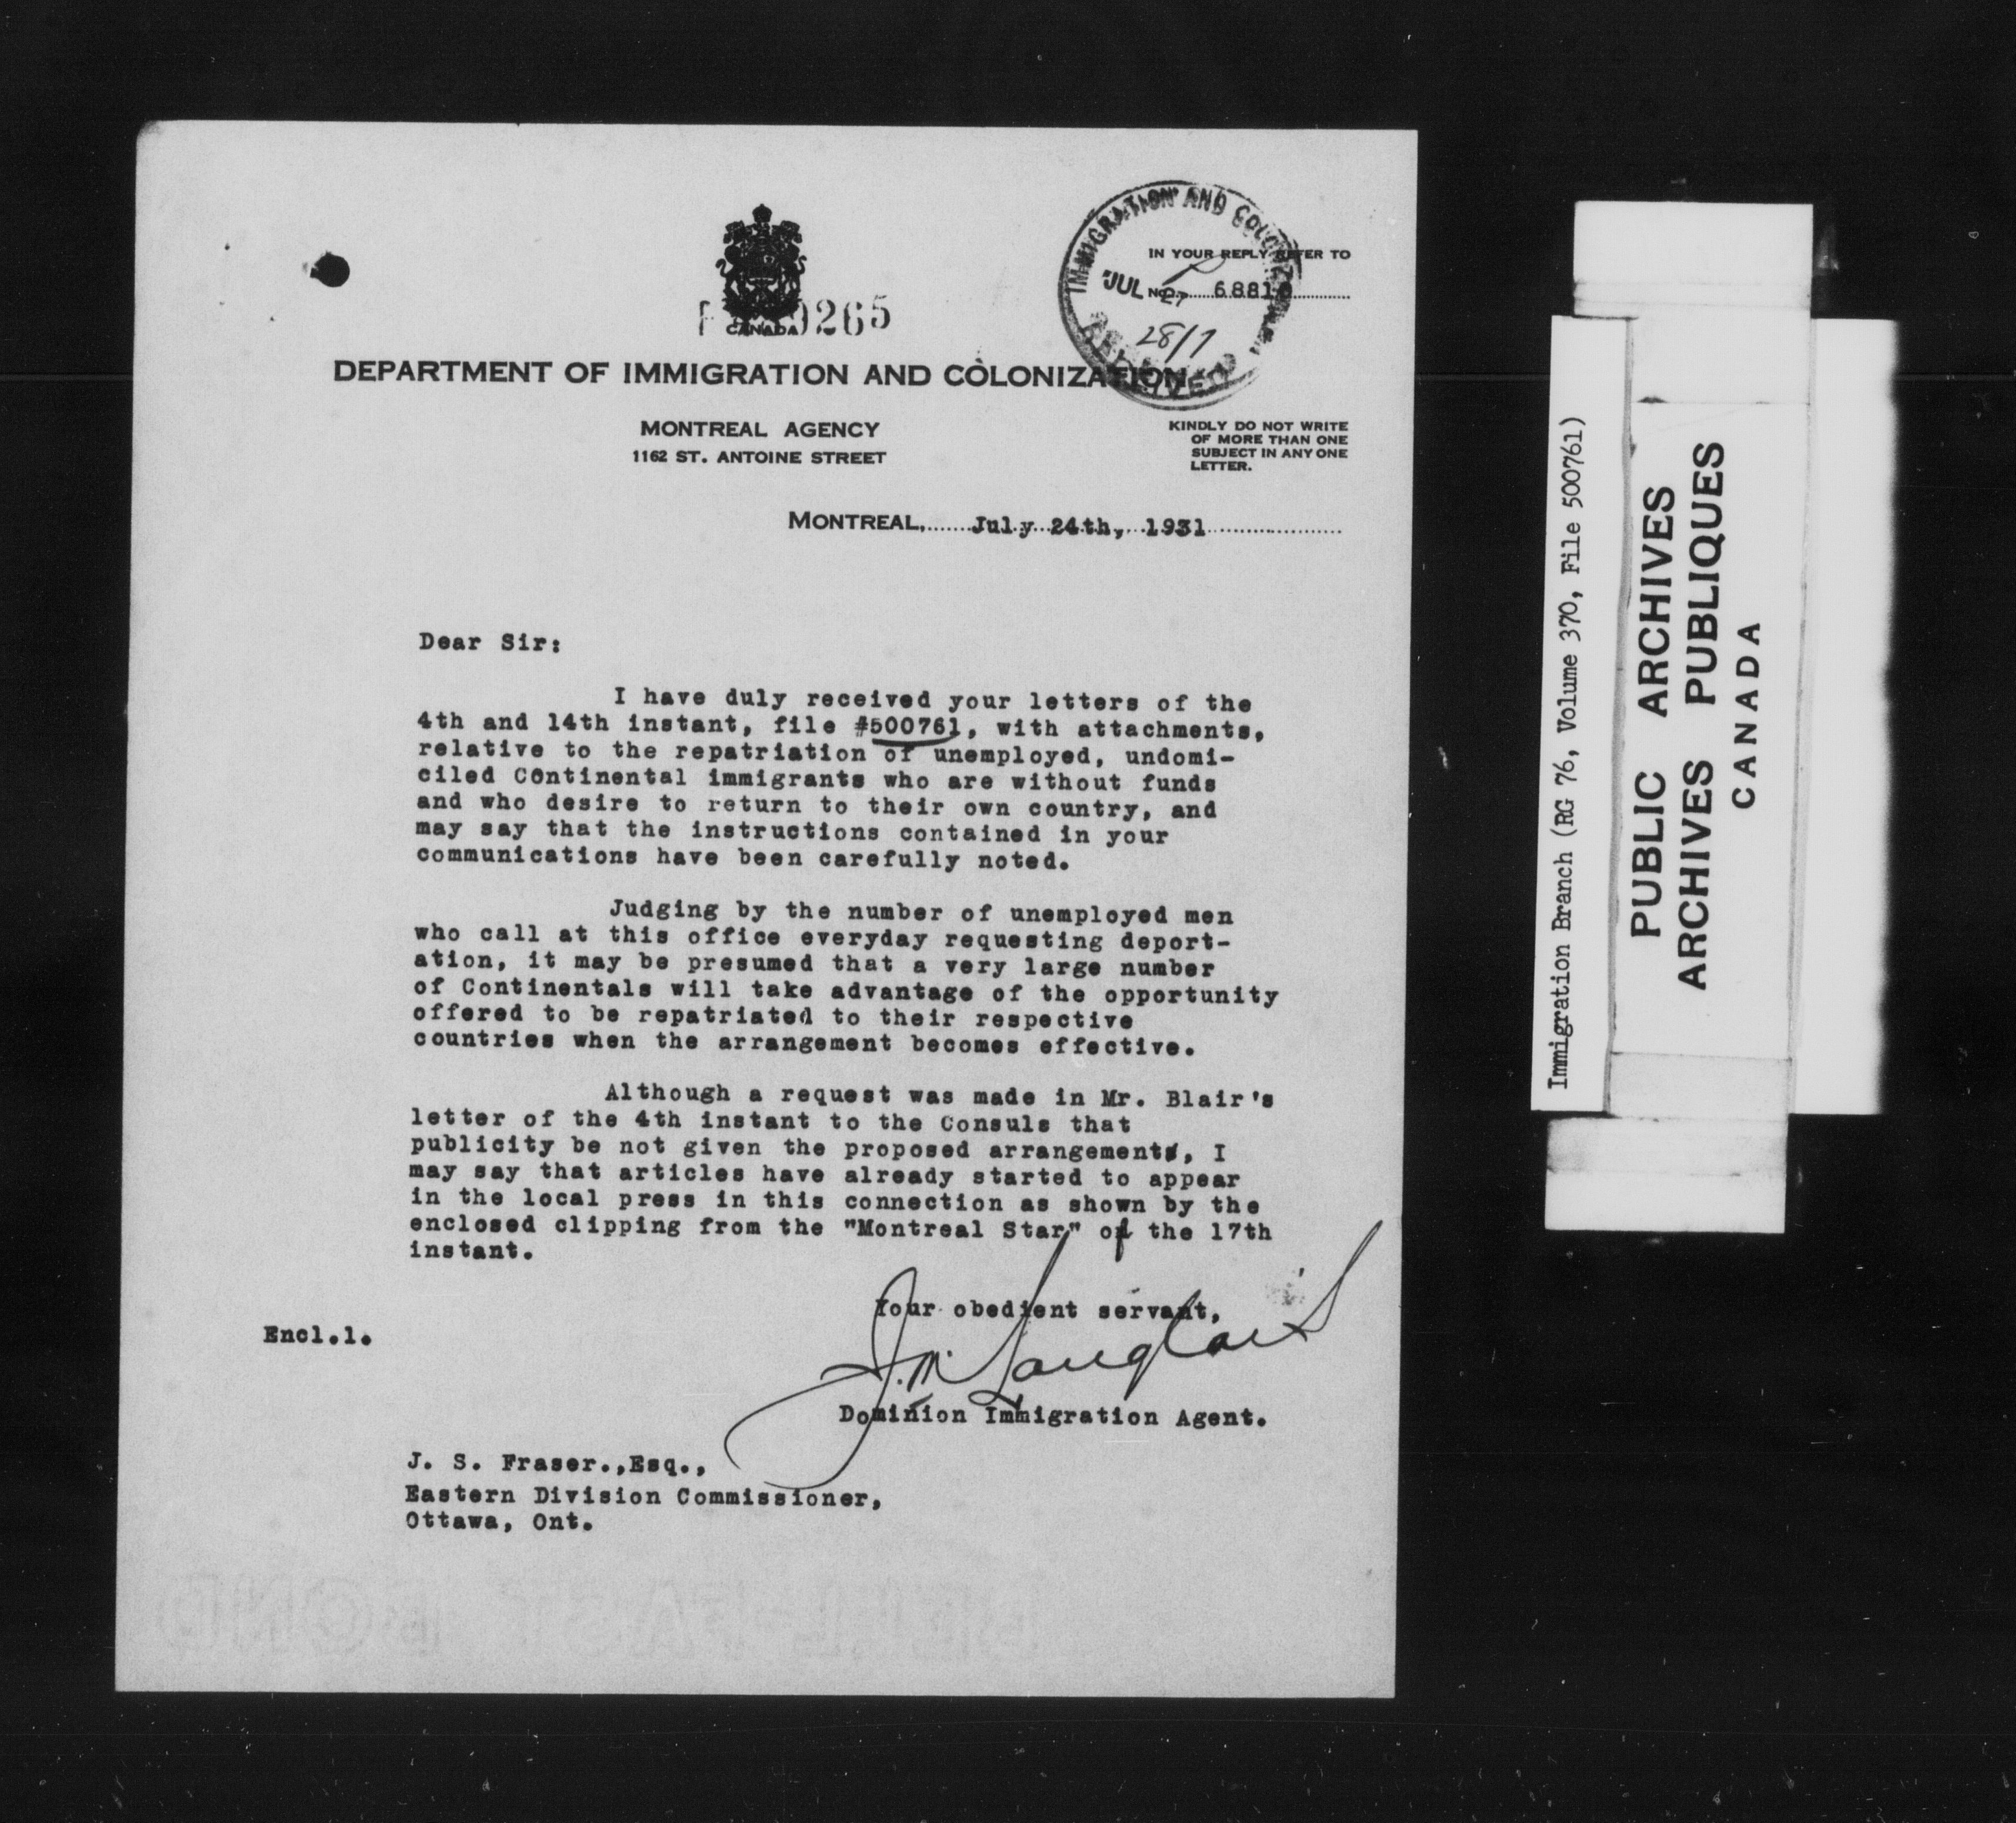 IMMIGRATION AND
IN YOUR REPLY REFER TO
JUL 27
No. 68810
28/7
RECEIVED
CANADA
265
DEPARTMENT OF IMMIGRATION AND COLONIZATION
MONTREAL AGENCY
1162 ST. ANTOINE STREET
KINDLY DO NOT WRITE
OF MORE THAN ONE
SUBJECT IN ANY ONE
LETTER.
MONTREAL, July 24th, 1931
Dear Sir:
I have duly received your letters of the
4th and 14th instant, file #500761, with attachments,
relative to the repatriation of unemployed, undomi-
ciled Continental immigrants who are without funds
and who desire to return to their own country, and
may say that the instructions contained in your
communications have been carefully noted.
Judging by the number of unemployed men
who call at this office everyday requesting deport-
ation, it may be presumed that a very large number
of Continentals will take advantage of the opportunity
offered to be repatriated to their respective
countries when the arrangement becomes effective.
Although a request was made in Mr. Blair's
letter of the 4th instant to the Consuls that
publicity be not given the proposed arrangements, I
may say that articles have already started to appear
in the local press in this connection as shown by the
enclosed clipping from the "Montreal Star" of the 17th
instant.
Your obedient servant,
Encl.1.
J.M. Langlais
Dominion Immigration Agent.
J. S. Fraser.,Esq.,
Eastern Division Commissioner,
Ottawa, Ont.
Immigration Branch (RG 76, Volume 370, File 500761)
PUBLIC ARCHIVES
ARCHIVES PUBLIQUES
CANADA